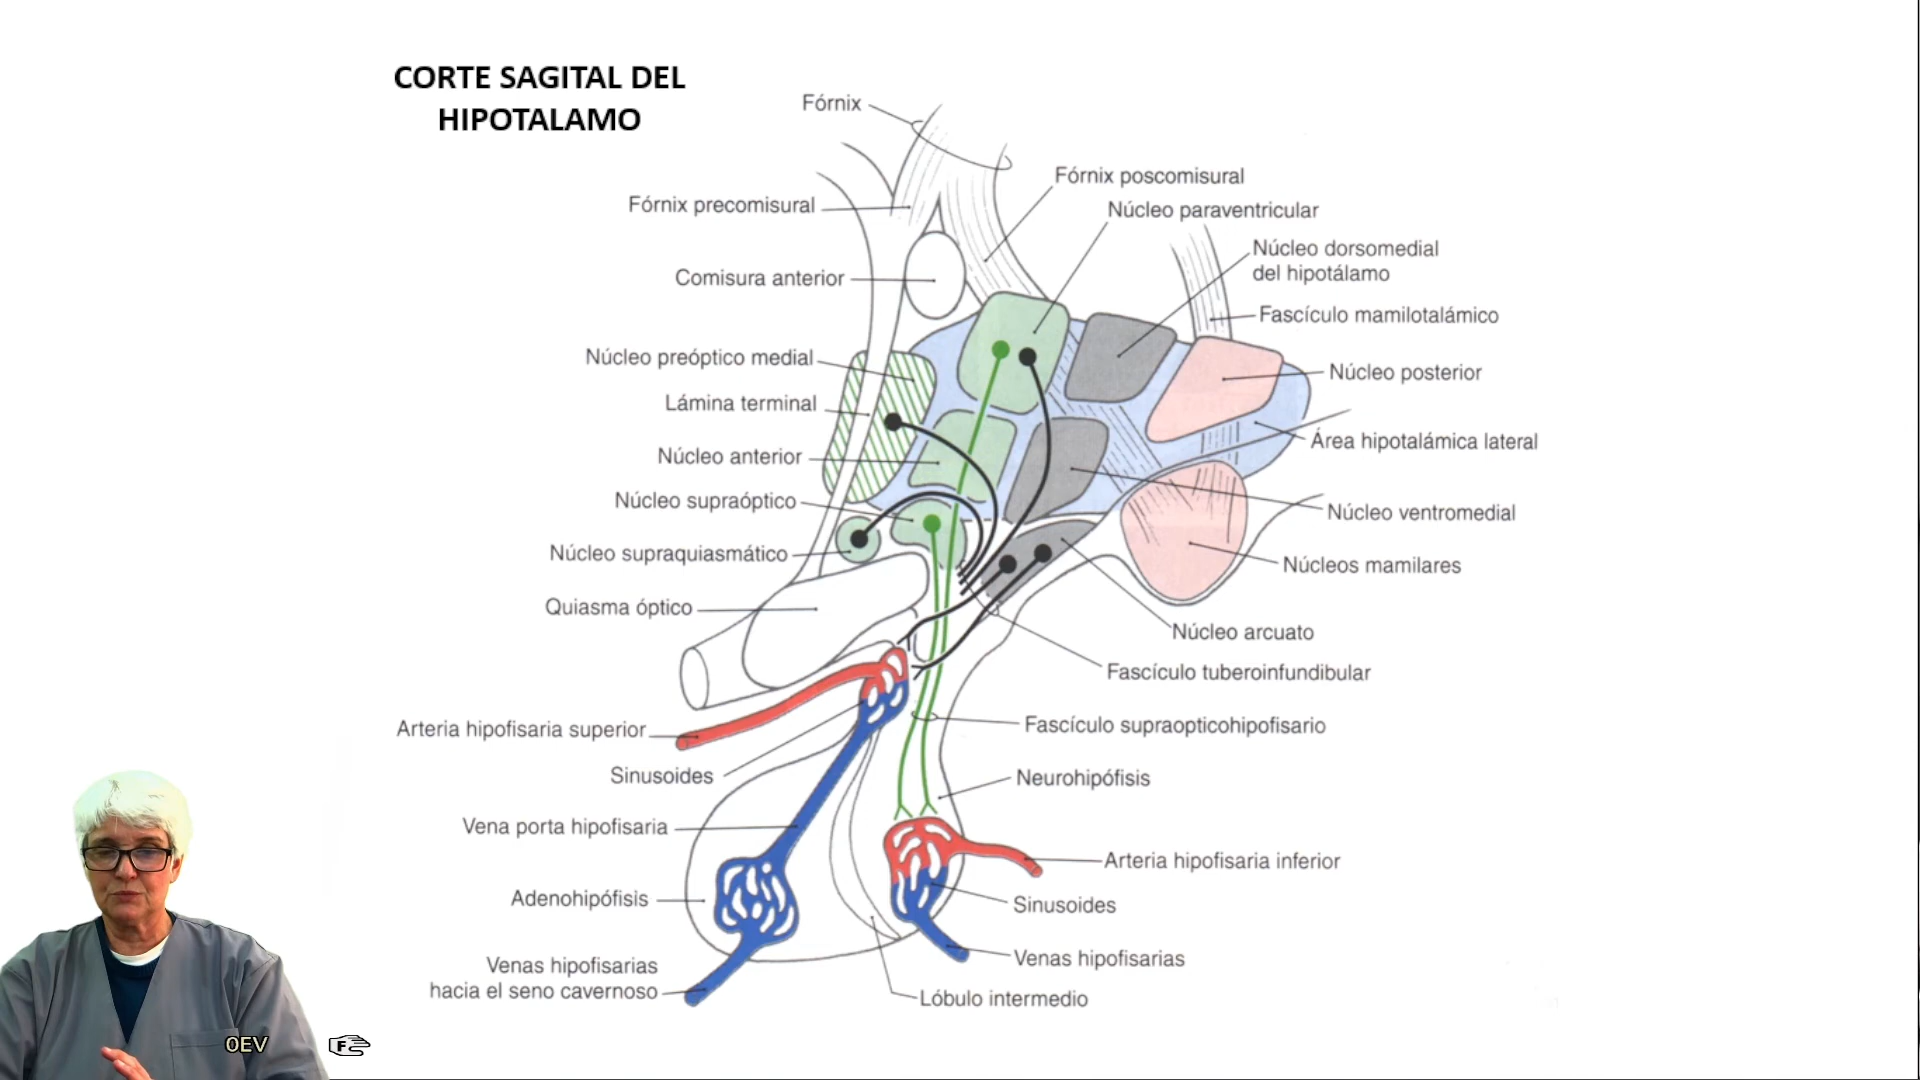 CORTE SAGITAL DEL
HIPOTALAMO
Fórnix
Fórnix precomisural
Comisura anterior
Núcleo preóptico medial
Lámina terminal
Núcleo anterior
Núcleo supraóptico
Núcleo supraquiasmático
Quiasma óptico
Arteria hipofisaria superior
Sinusoides
Vena porta hipofisaria
Adenohipófisis
Venas hipofisarias
hacia el seno cavernoso
Fórnix poscomisural
Núcleo paraventricular
Núcleo dorsomedial
del hipotálamo
Fascículo mamilotalámico
Núcleo posterior
Área hipotalámica lateral
Núcleo ventromedial
Núcleos mamilares
Núcleo arcuato
Fascículo tuberoinfundibular
Fascículo supraopticohipofisario
Neurohipófisis
Arteria hipofisaria inferior
Sinusoides
Venas hipofisarias
Lóbulo intermedio
OEV
F